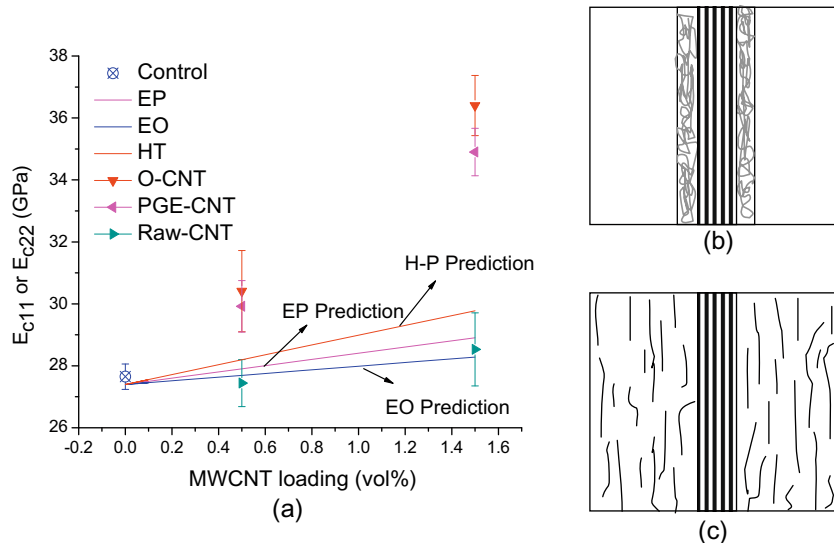 38
36
34
32
30
28
26
E_c11 or E_c22 (GPa)
Control
EP
EO
HT
O-CNT
PGE-CNT
Raw-CNT
H-P Prediction
EP Prediction
EO Prediction
-0.2 0.0 0.2 0.4 0.6 0.8 1.0 1.2 1.4 1.6
MWCNT loading (vol%)
(a)
(b)
(c)